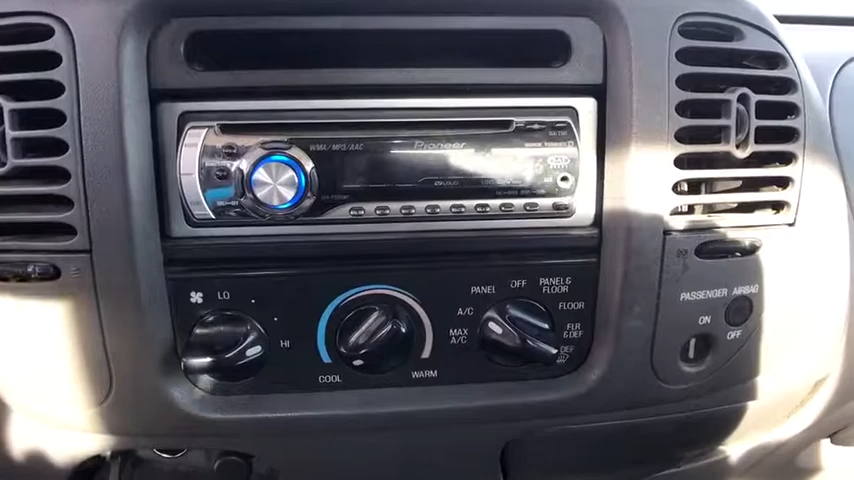 WMA/MP3/AAC
Pioneer
LOUD
LO
HI
COOL
WARM
MAX
A/C
A/C
PANEL
OFF
PANEL &
FLOOR
FLOOR
FLR
& DEF
DEF
PASSENGER AIRBAG
ON
OFF